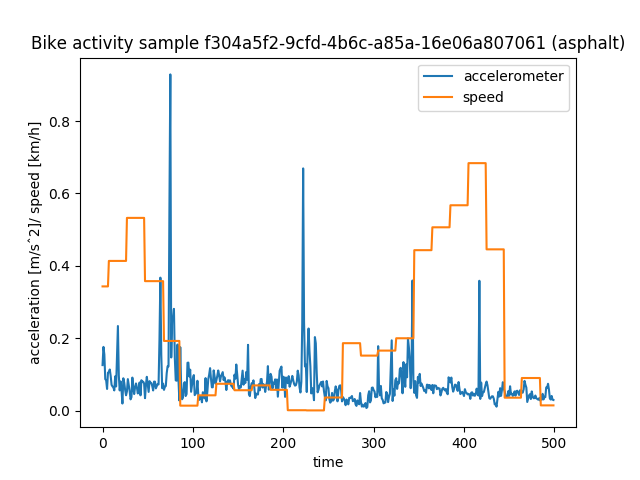 Bike activity sample f304a5f2-9cfd-4b6c-a85a-16e06a807061 (asphalt)
accelerometer
speed
acceleration [m/s^2]/ speed [km/h]
0.8
0.6
0.4
0.2
0.0
0 100 200 300 400 500
time